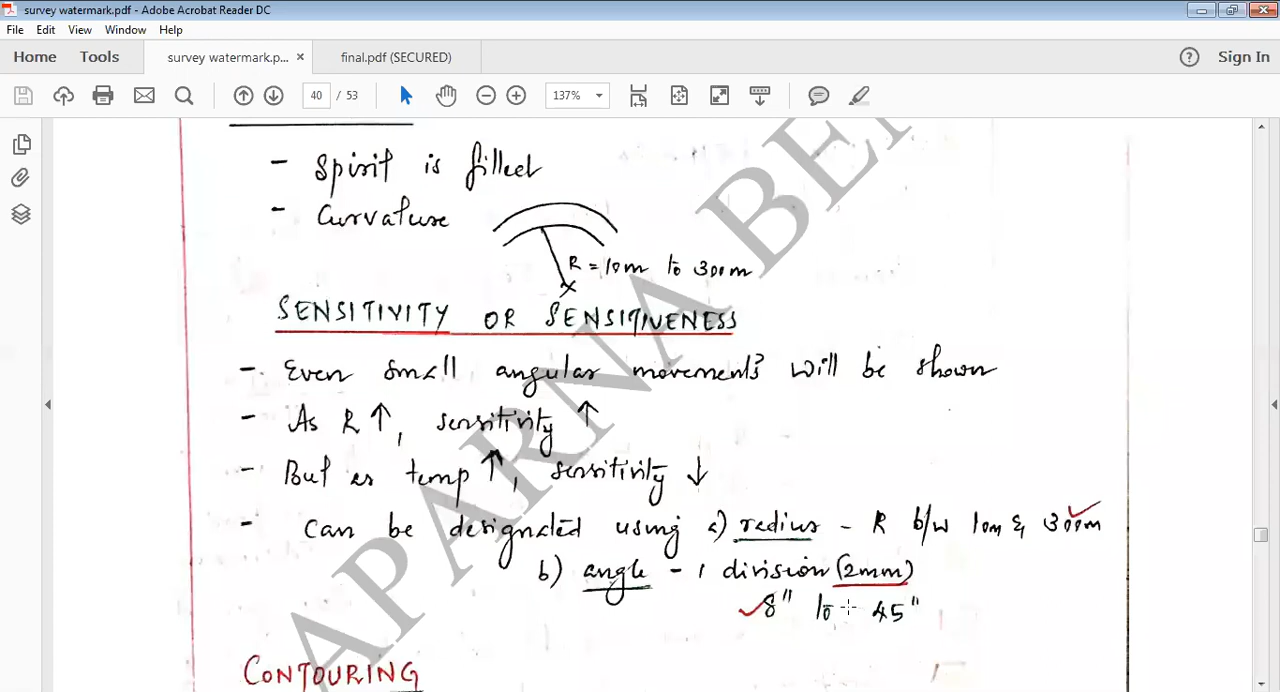 survey watermark.pdf - Adobe Acrobat Reader DC
File Edit View Window Help
Home Tools survey watermark.p... × final.pdf (SECURED) Sign In
40 / 53 137%
- Spirit is filled
- Curvature
R = 10m to 300m
SENSITIVITY OR SENSITIVENESS
- Even small angular movements will be shown
- As R ↑, sensitivity ↑
- But as temp ↑, sensitivity ↓
- can be designated using a) radius - R b/w 10m & 300m
b) angle - 1 division (2mm)
8" to 45"
CONTOURING
APARNA BE